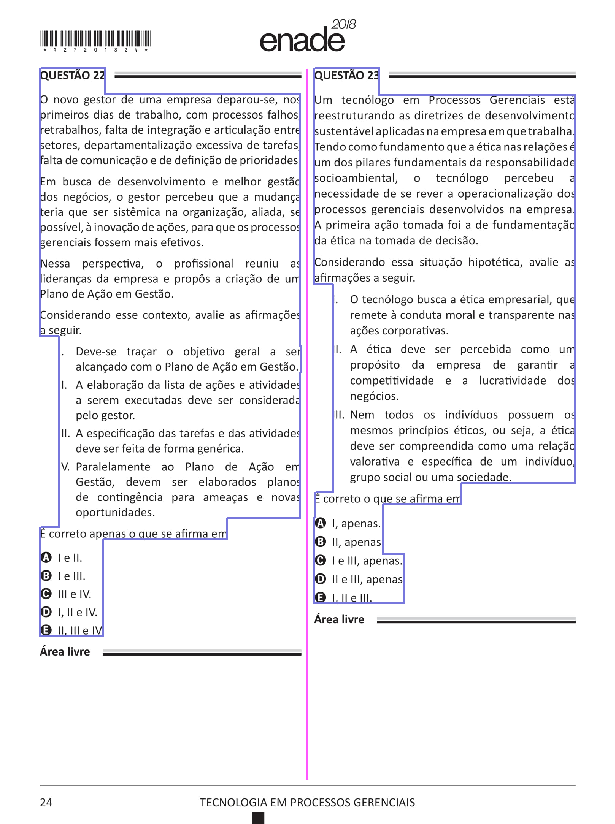 *R27201824*
enade 2018
QUESTÃO 22
O novo gestor de uma empresa deparou-se, nos
primeiros dias de trabalho, com processos falhos,
retrabalhos, falta de integração e articulação entre
setores, departamentalização excessiva de tarefas,
falta de comunicação e de definição de prioridades.
Em busca de desenvolvimento e melhor gestão
dos negócios, o gestor percebeu que a mudança
teria que ser sistêmica na organização, aliada, se
possível, à inovação de ações, para que os processos
gerenciais fossem mais efetivos.
Nessa perspectiva, o profissional reuniu as
lideranças da empresa e propôs a criação de um
Plano de Ação em Gestão.
Considerando esse contexto, avalie as afirmações
a seguir.
I. Deve-se traçar o objetivo geral a ser
alcançado com o Plano de Ação em Gestão.
II. A elaboração da lista de ações e atividades
a serem executadas deve ser considerada
pelo gestor.
III. A especificação das tarefas e das atividades
deve ser feita de forma genérica.
IV. Paralelamente ao Plano de Ação em
Gestão, devem ser elaborados planos
de contingência para ameaças e novas
oportunidades.
É correto apenas o que se afirma em
A I e II.
B I e III.
C III e IV.
D I, II e IV.
E II, III e IV.
Área livre
QUESTÃO 23
Um tecnólogo em Processos Gerenciais está
reestruturando as diretrizes de desenvolvimento
sustentável aplicadas na empresa em que trabalha.
Tendo como fundamento que a ética nas relações é
um dos pilares fundamentais da responsabilidade
socioambiental, o tecnólogo percebeu a
necessidade de se rever a operacionalização dos
processos gerenciais desenvolvidos na empresa.
A primeira ação tomada foi a de fundamentação
da ética na tomada de decisão.
Considerando essa situação hipotética, avalie as
afirmações a seguir.
I. O tecnólogo busca a ética empresarial, que
remete à conduta moral e transparente nas
ações corporativas.
II. A ética deve ser percebida como um
propósito da empresa de garantir a
competitividade e a lucratividade dos
negócios.
III. Nem todos os indivíduos possuem os
mesmos princípios éticos, ou seja, a ética
deve ser compreendida como uma relação
valorativa e específica de um indivíduo,
grupo social ou uma sociedade.
É correto o que se afirma em
A I, apenas.
B II, apenas.
C I e III, apenas.
D II e III, apenas.
E I, II e III.
Área livre
24
TECNOLOGIA EM PROCESSOS GERENCIAIS